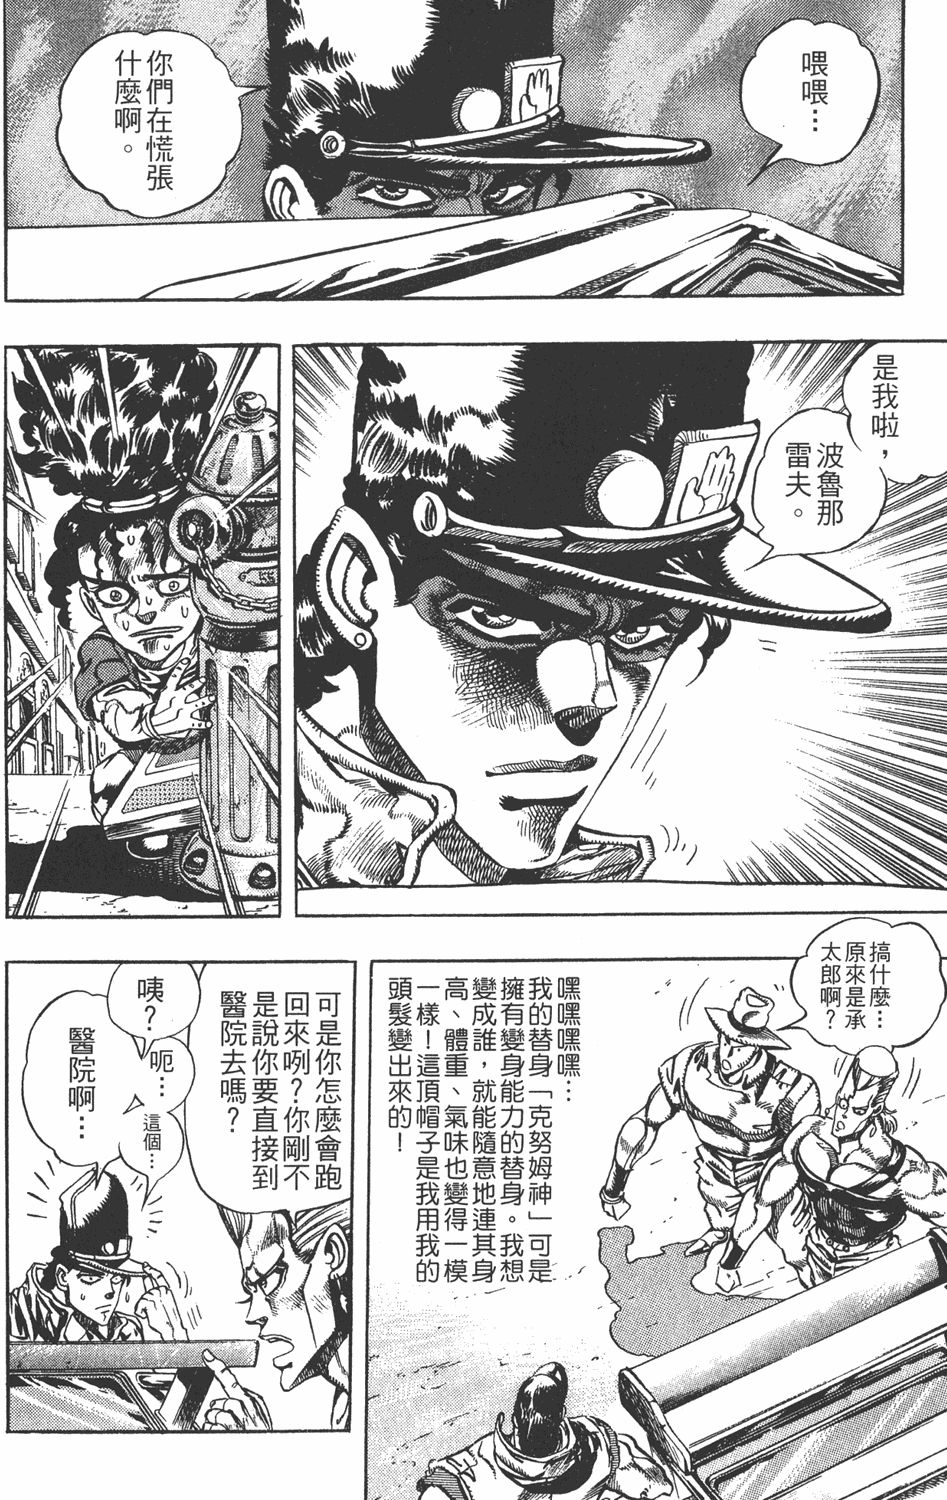 喂喂…
你們在慌張
什麼啊。
是我啦，
波魯那
雷夫。
搞什麼…
原來是承
太郎啊？
嘿嘿嘿嘿…
我的替身「克努姆神」可是
擁有變身能力的替身。我想
變成誰，就能隨意地連其身
高、體重、氣味也變得一模
一樣！這頂帽子是我用我的
頭髮變出來的！
可是你怎麼會跑
回來咧？你剛不
是說你要直接到
醫院去嗎？
咦？
呃…
這個…
醫院啊…